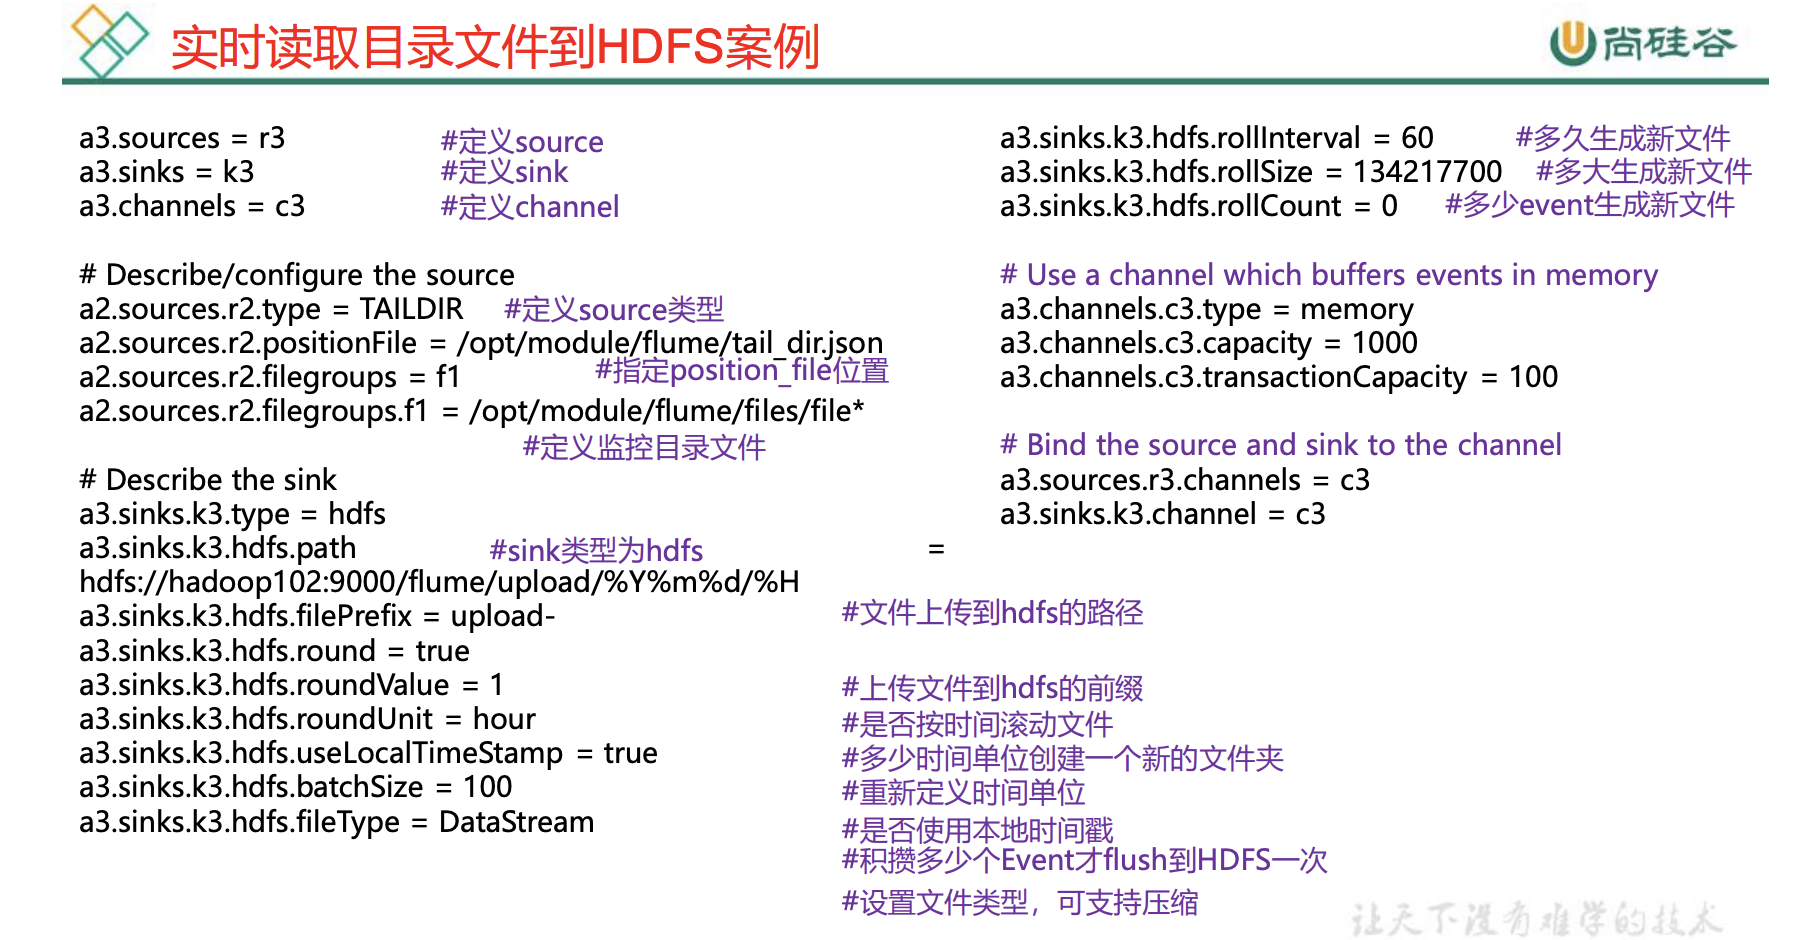 实时读取目录文件到HDFS案例
尚硅谷
a3.sources = r3 #定义source
a3.sinks = k3 #定义sink
a3.channels = c3 #定义channel
# Describe/configure the source
a2.sources.r2.type = TAILDIR #定义source类型
a2.sources.r2.positionFile = /opt/module/flume/tail_dir.json
#指定position_file位置
a2.sources.r2.filegroups = f1
a2.sources.r2.filegroups.f1 = /opt/module/flume/files/file*
#定义监控目录文件
# Describe the sink
a3.sinks.k3.type = hdfs
#sink类型为hdfs
a3.sinks.k3.hdfs.path =
hdfs://hadoop102:9000/flume/upload/%Y%m%d/%H
#文件上传到hdfs的路径
a3.sinks.k3.hdfs.filePrefix = upload-
a3.sinks.k3.hdfs.round = true
a3.sinks.k3.hdfs.roundValue = 1
a3.sinks.k3.hdfs.roundUnit = hour
a3.sinks.k3.hdfs.useLocalTimeStamp = true
a3.sinks.k3.hdfs.batchSize = 100
a3.sinks.k3.hdfs.fileType = DataStream
#上传文件到hdfs的前缀
#是否按时间滚动文件
#多少时间单位创建一个新的文件夹
#重新定义时间单位
#是否使用本地时间戳
#积攒多少个Event才flush到HDFS一次
#设置文件类型，可支持压缩
a3.sinks.k3.hdfs.rollInterval = 60 #多久生成新文件
a3.sinks.k3.hdfs.rollSize = 134217700 #多大生成新文件
a3.sinks.k3.hdfs.rollCount = 0 #多少event生成新文件
# Use a channel which buffers events in memory
a3.channels.c3.type = memory
a3.channels.c3.capacity = 1000
a3.channels.c3.transactionCapacity = 100
# Bind the source and sink to the channel
a3.sources.r3.channels = c3
a3.sinks.k3.channel = c3
让天下没有难学的技术